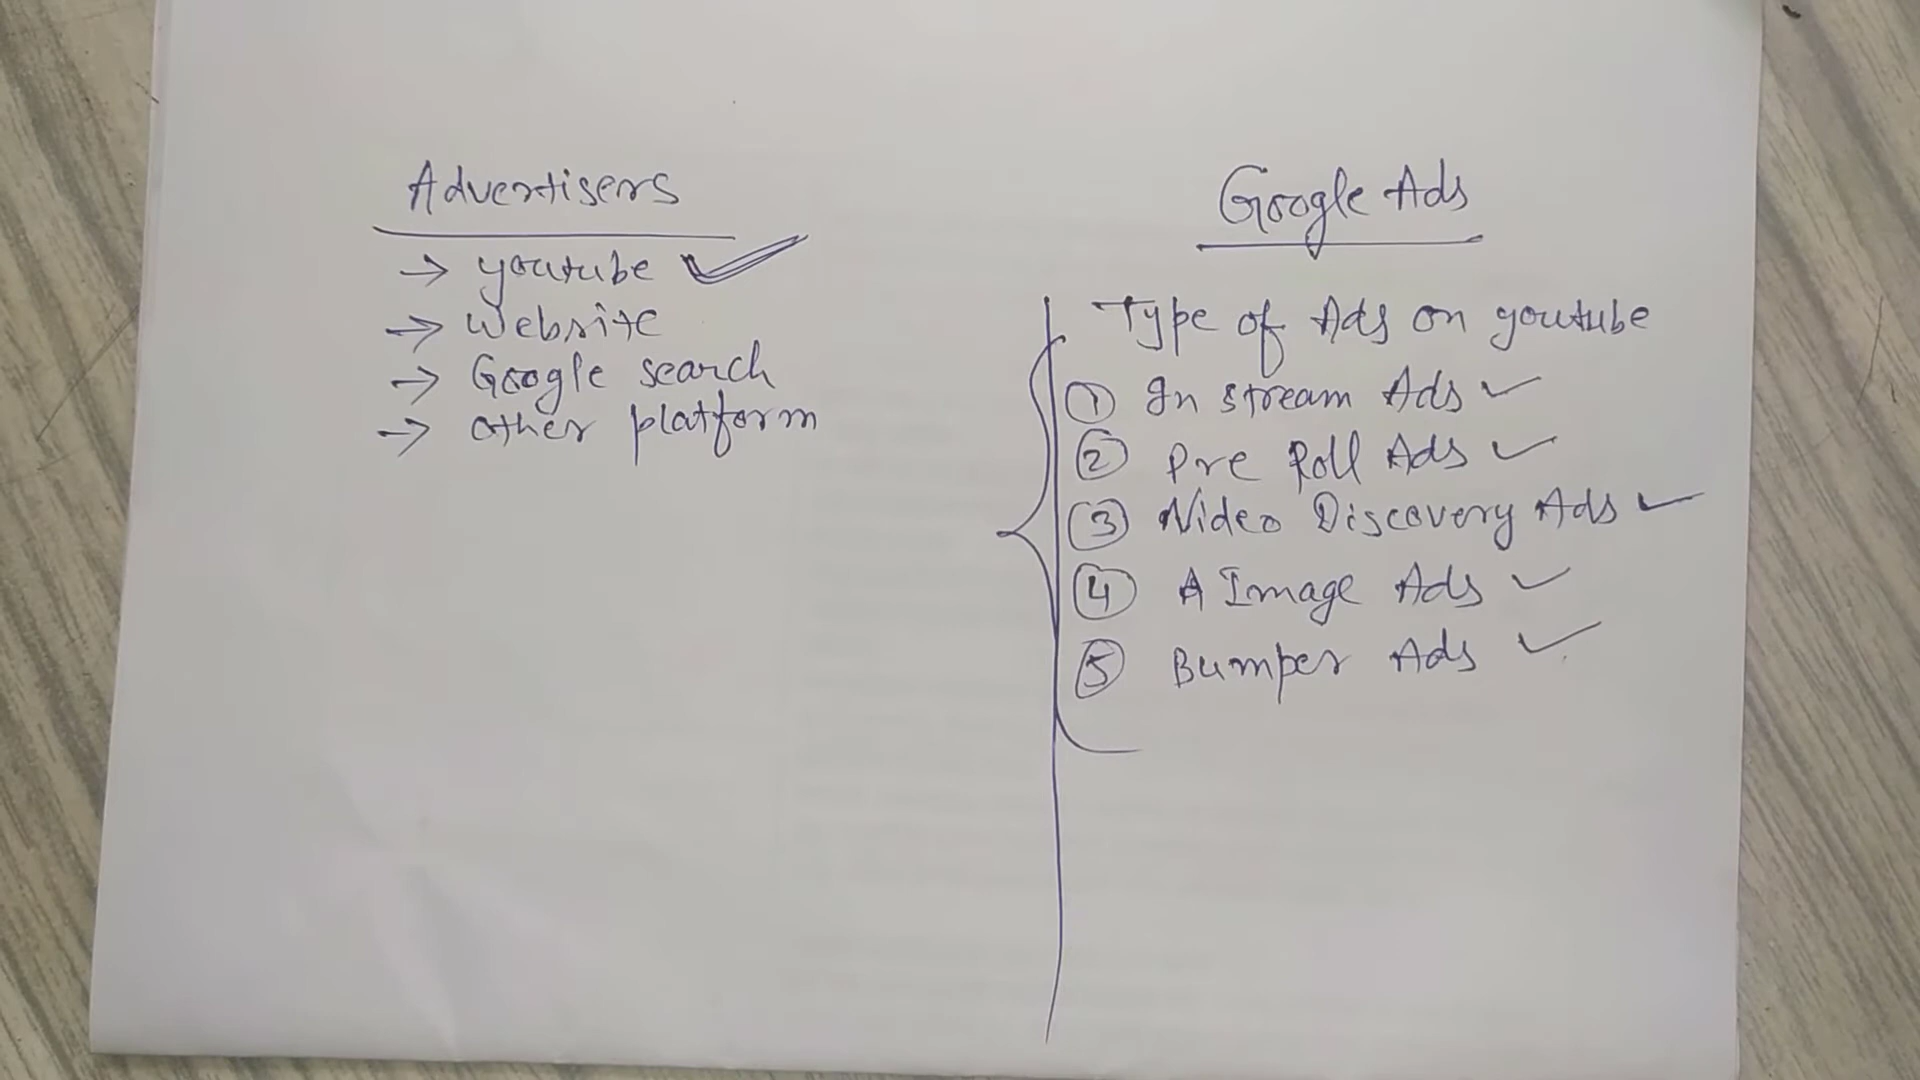 Advertisers
→ youtube ✓
→ Website
→ Google search
→ other platform
Google Ads
Type of Ads on youtube
① In stream Ads ✓
② Pre Roll Ads ✓
③ Video Discovery Ads ✓
④ A Image Ads ✓
⑤ Bumper Ads ✓